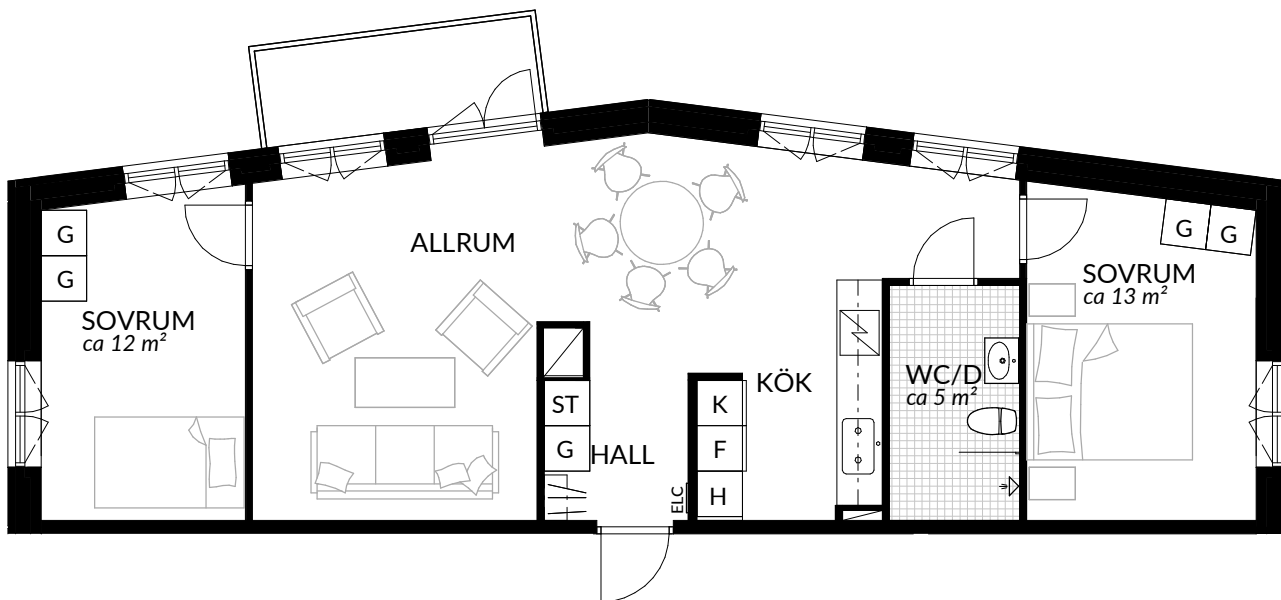 G
G
SOVRUM
ca 12 m²
ALLRUM
ST
G
HALL
ELC
K
F
H
KÖK
WC/D
ca 5 m²
G
G
SOVRUM
ca 13 m²